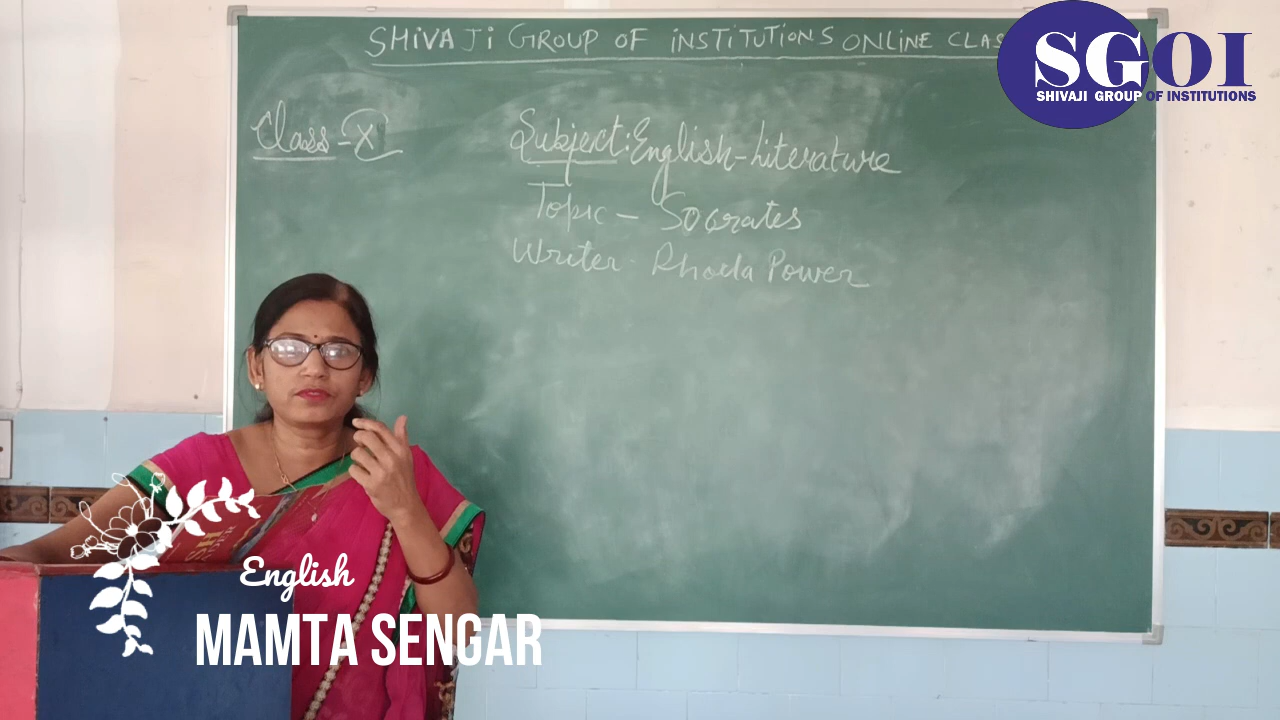 SHIVAJI GROUP OF INSTITUTIONS ONLINE CLAS
SGOI
SHIVAJI GROUP OF INSTITUTIONS
Class - X
Subject: English-Literature
Topic - Socrates
Writer - Rhoda Power
English
MAMTA SENGAR